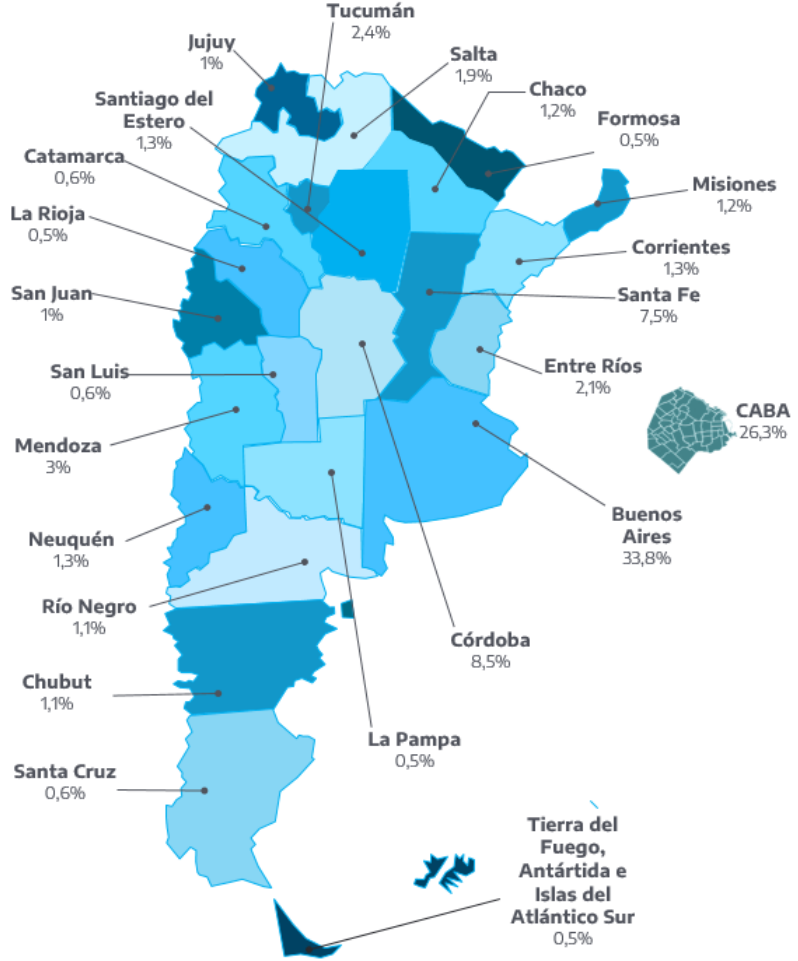 Tucumán
2,4%
Jujuy
1%
Salta
1,9%
Chaco
1,2%
Santiago del
Estero
1,3%
Formosa
0,5%
Catamarca
0,6%
Misiones
1,2%
La Rioja
0,5%
Corrientes
1,3%
San Juan
1%
Santa Fe
7,5%
San Luis
0,6%
Entre Ríos
2,1%
CABA
26,3%
Mendoza
3%
Buenos
Aires
33,8%
Neuquén
1,3%
Río Negro
1,1%
Córdoba
8,5%
Chubut
1,1%
La Pampa
0,5%
Santa Cruz
0,6%
Tierra del
Fuego,
Antártida e
Islas del
Atlántico Sur
0,5%